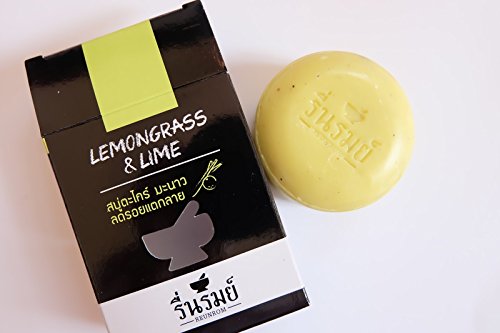 LEMONGRASS
& LIME
สบู่ตะไคร้ มะนาว
ลดรอยแตกลาย
รื่นรมย์
REUNROM
รื่นรมย์